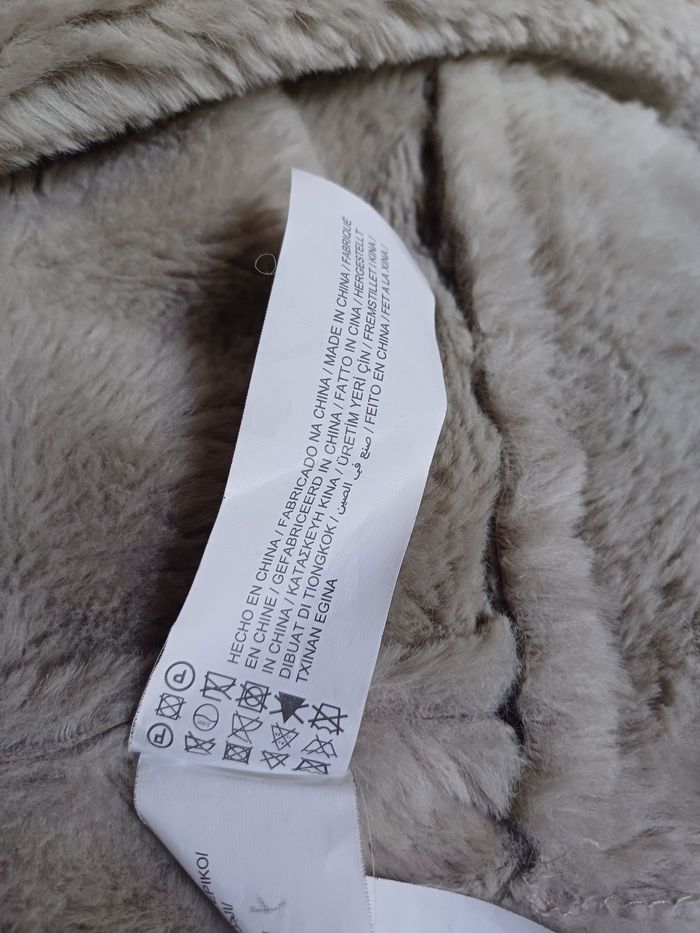 HECHO EN CHINA / FABRICADO NA CHINA / MADE IN CHINA / FABRIQUÉ
EN CHINE / GEFABRICEERD IN CHINA / FATTO IN CINA / HERGESTELLT
IN CHINA / ΚΑΤΑΣΚΕΥΗ ΚΙΝΑ / ÜRETİM YERİ ÇİN / FREMSTILLET I KINA /
DIBUAT DI TIONGKOK / صنع في الصين / FEITO EN CHINA / FET A LA XINA /
TXINAN EGINA
P
P